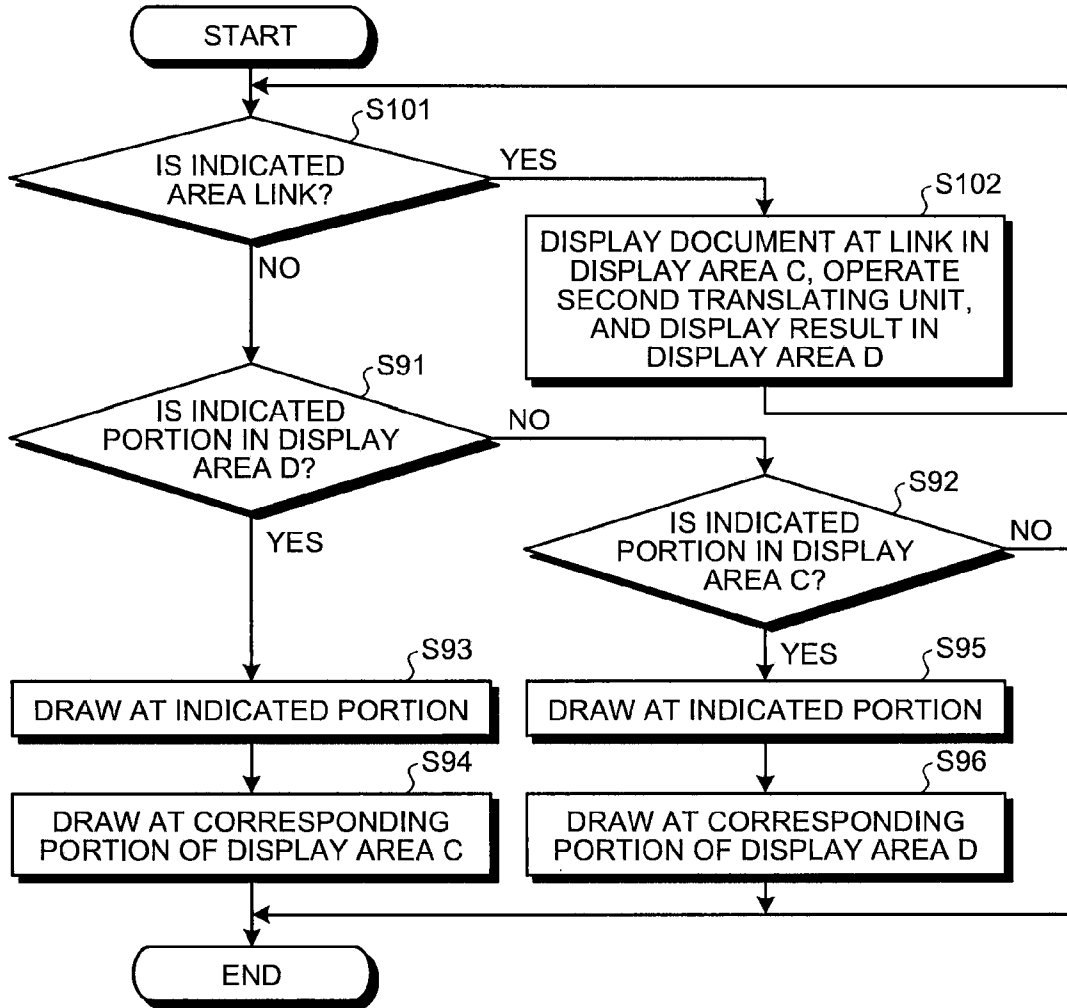 START
S101
IS INDICATED
AREA LINK?
YES
NO
S102
DISPLAY DOCUMENT AT LINK IN
DISPLAY AREA C, OPERATE
SECOND TRANSLATING UNIT,
AND DISPLAY RESULT IN
DISPLAY AREA D
S91
IS INDICATED
PORTION IN DISPLAY
AREA D?
NO
YES
S92
IS INDICATED
PORTION IN DISPLAY
AREA C?
NO
YES
S93
DRAW AT INDICATED PORTION
S95
DRAW AT INDICATED PORTION
S94
DRAW AT CORRESPONDING
PORTION OF DISPLAY AREA C
S96
DRAW AT CORRESPONDING
PORTION OF DISPLAY AREA D
END